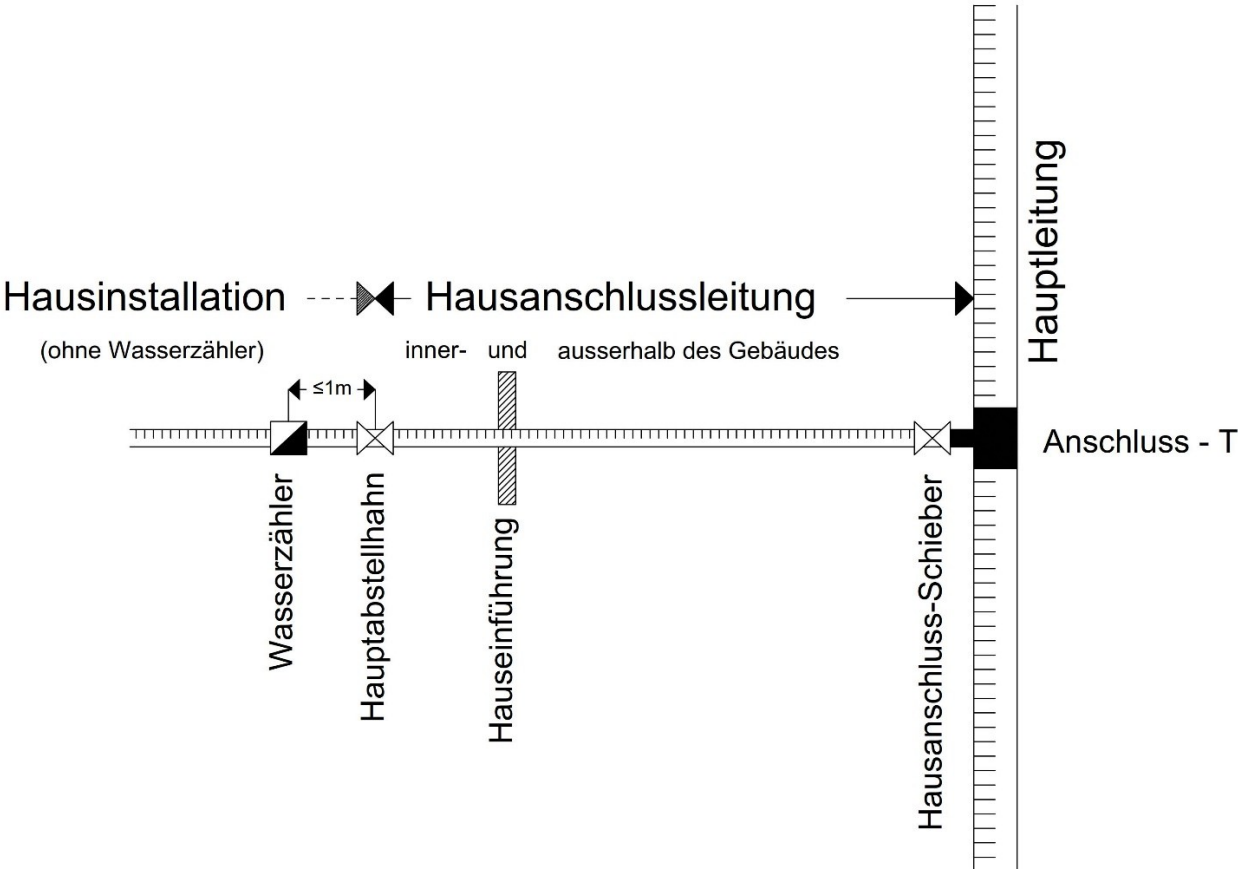 Hauptleitung
Hausinstallation
Hausanschlussleitung
(ohne Wasserzähler)
inner- und ausserhalb des Gebäudes
≤1m
Anschluss - T
Wasserzähler
Hauptabstellhahn
Hauseinführung
Hausanschluss-Schieber